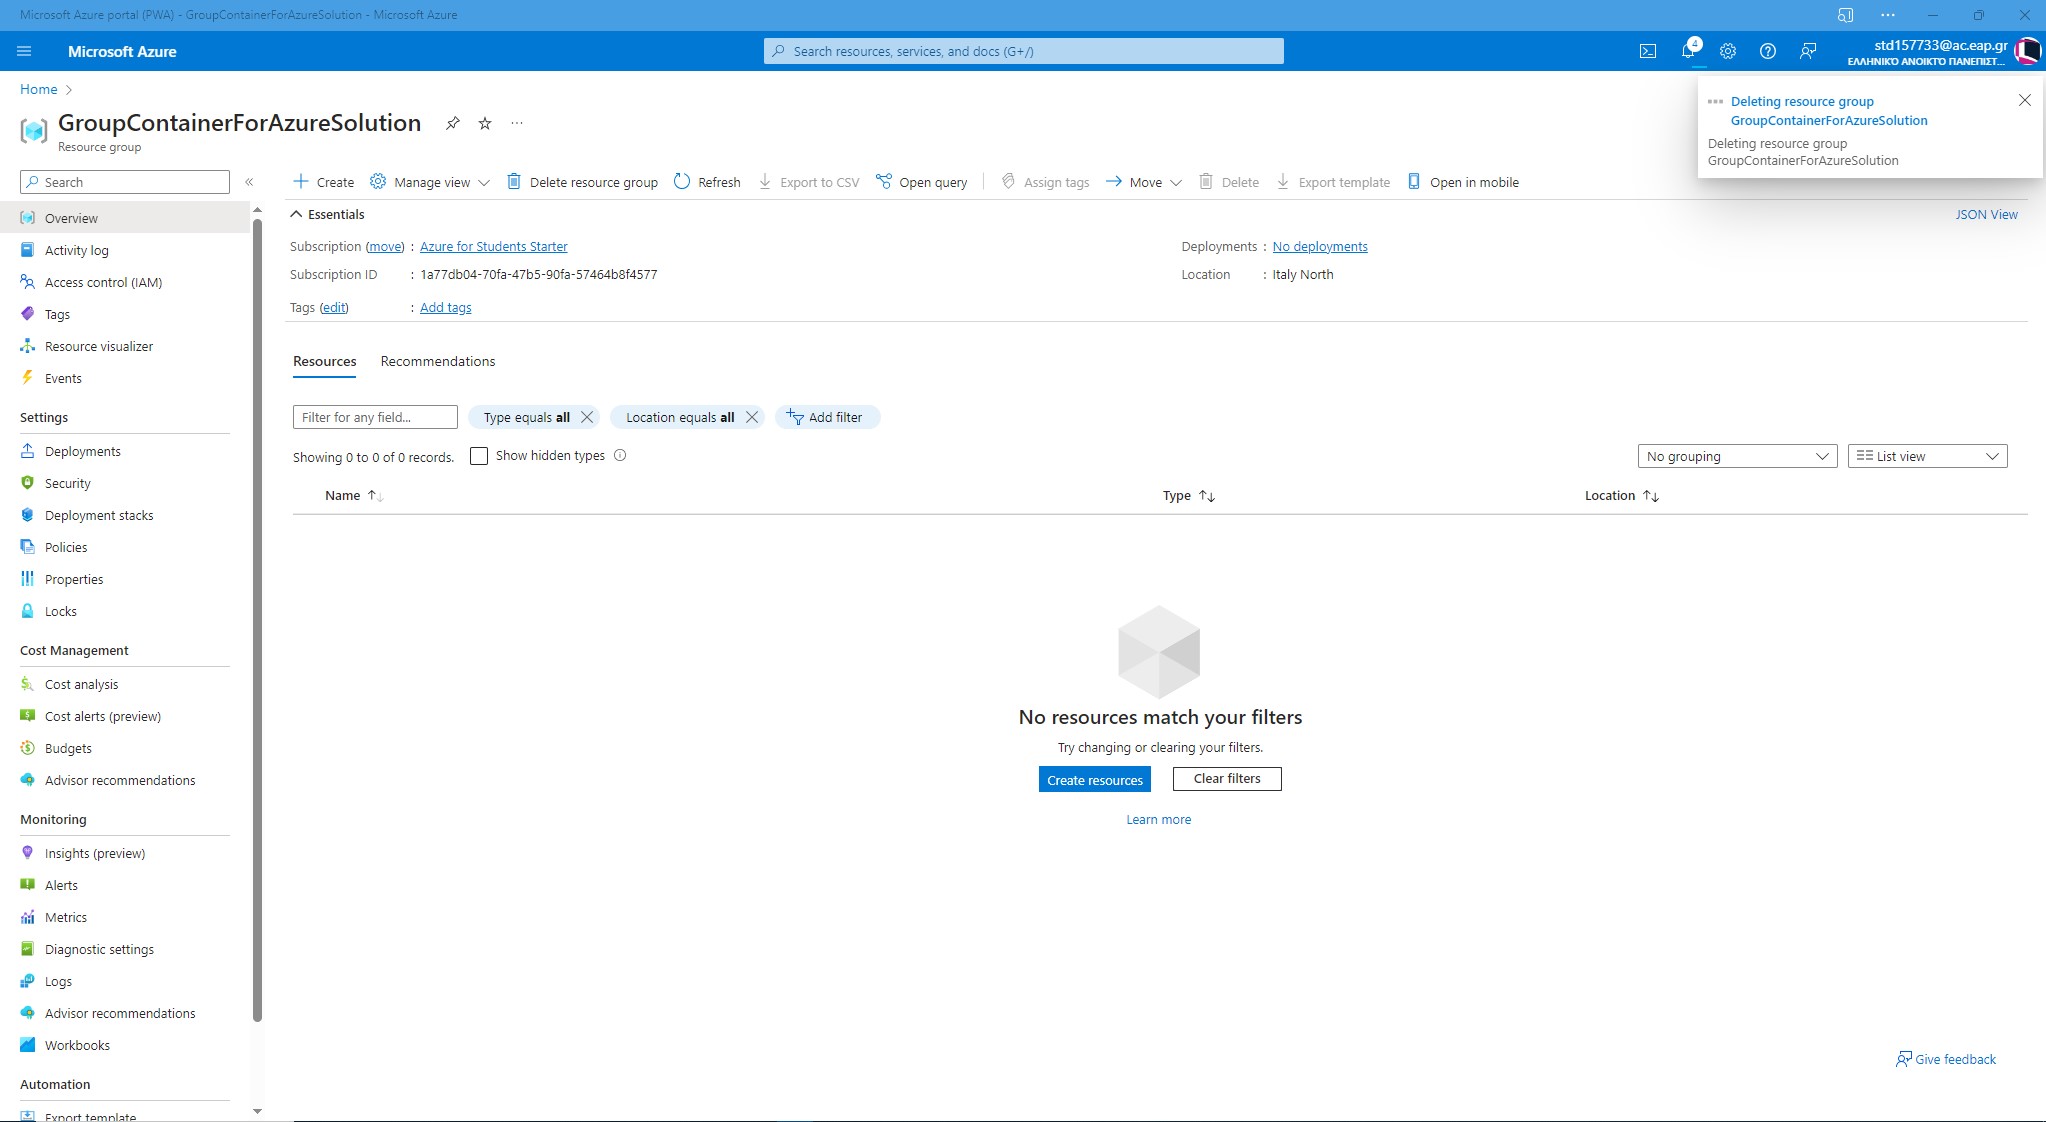 Microsoft Azure portal (PWA) - GroupContainerForAzureSolution - Microsoft Azure
Microsoft Azure
Search resources, services, and docs (G+/)
4
std157733@ac.eap.gr
ΕΛΛΗΝΙΚΌ ΑΝΟΙΚΤΌ ΠΑΝΕΠΙΣΤ...
Home
GroupContainerForAzureSolution
Resource group
Deleting resource group
GroupContainerForAzureSolution
Deleting resource group
GroupContainerForAzureSolution
Search
Create
Manage view
Delete resource group
Refresh
Export to CSV
Open query
Assign tags
Move
Delete
Export template
Open in mobile
Overview
Activity log
Access control (IAM)
Tags
Resource visualizer
Events
Settings
Deployments
Security
Deployment stacks
Policies
Properties
Locks
Cost Management
Cost analysis
Cost alerts (preview)
Budgets
Advisor recommendations
Monitoring
Insights (preview)
Alerts
Metrics
Diagnostic settings
Logs
Advisor recommendations
Workbooks
Automation
Export template
Essentials
JSON View
Subscription (move) : Azure for Students Starter
Subscription ID : 1a77db04-70fa-47b5-90fa-57464b8f4577
Tags (edit) : Add tags
Deployments : No deployments
Location : Italy North
Resources
Recommendations
Filter for any field...
Type equals all
Location equals all
Add filter
Showing 0 to 0 of 0 records.
Show hidden types
No grouping
List view
Name
Type
Location
No resources match your filters
Try changing or clearing your filters.
Create resources
Clear filters
Learn more
Give feedback